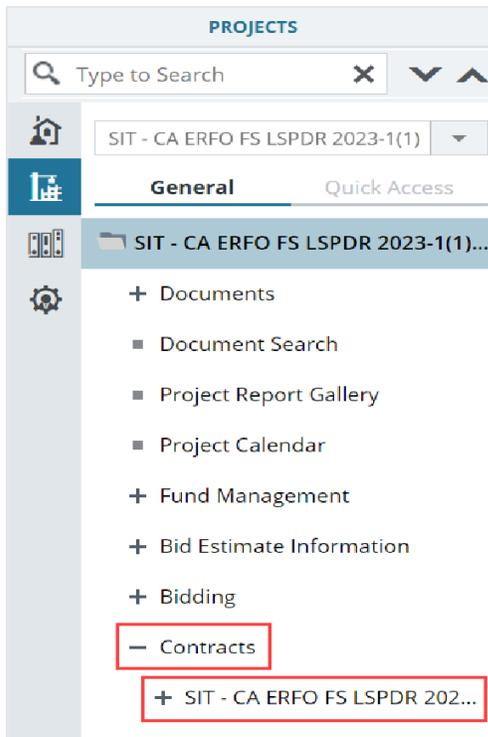 PROJECTS
Type to Search
SIT - CA ERFO FS LSPDR 2023-1(1)
General Quick Access
SIT - CA ERFO FS LSPDR 2023-1(1)...
Documents
Document Search
Project Report Gallery
Project Calendar
Fund Management
Bid Estimate Information
Bidding
Contracts
SIT - CA ERFO FS LSPDR 202...